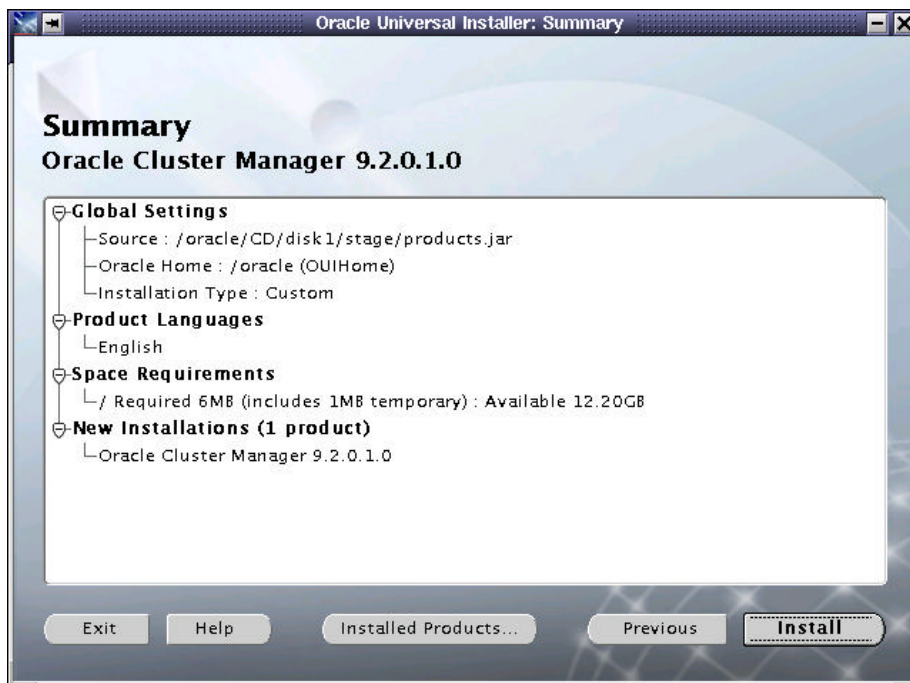 Oracle Universal Installer: Summary
Summary
Oracle Cluster Manager 9.2.0.1.0
Global Settings
Source : /oracle/CD/disk1/stage/products.jar
Oracle Home : /oracle (OUIHome)
Installation Type : Custom
Product Languages
English
Space Requirements
/ Required 6MB (includes 1MB temporary) : Available 12.20GB
New Installations (1 product)
Oracle Cluster Manager 9.2.0.1.0
Exit Help Installed Products... Previous Install